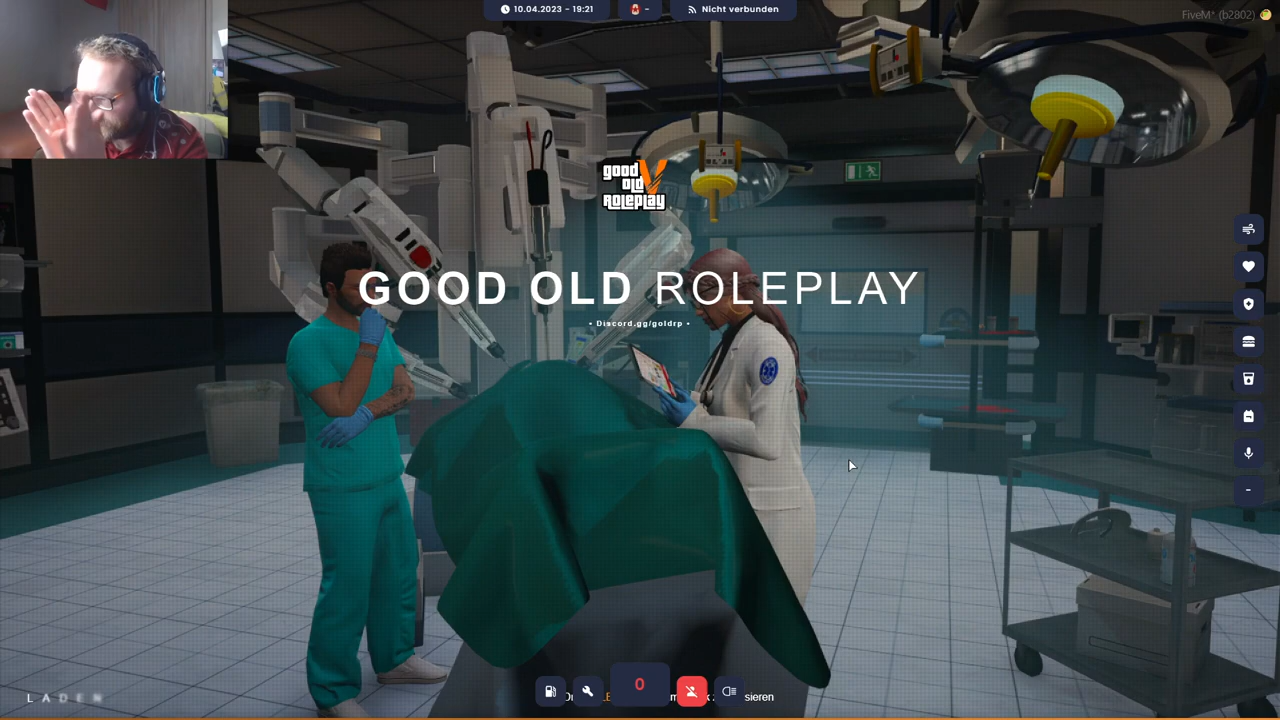 10.04.2023 - 19:21
-
Nicht verbunden
FiveM* (b2802)
good
old
Roleplay
V
GOOD OLD ROLEPLAY
• Discord.gg/goldrp •
-
0
sieren
LADEN